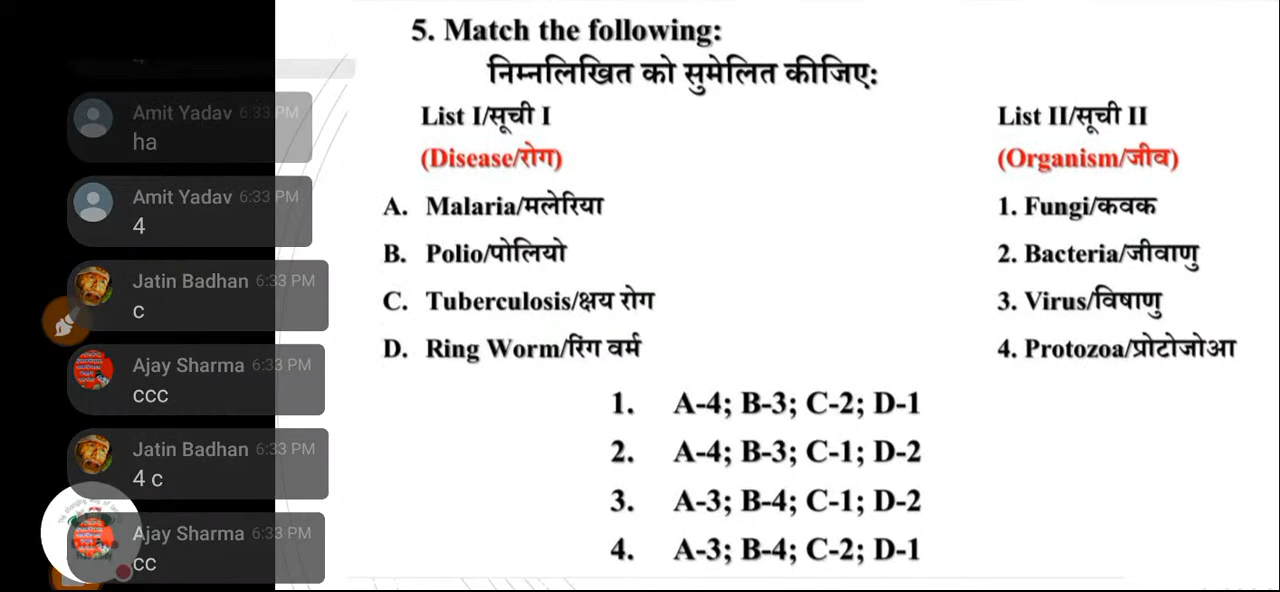 Amit Yadav 6:33 PM
ha
Amit Yadav 6:33 PM
4
Jatin Badhan 6:33 PM
c
Ajay Sharma 6:33 PM
ccc
Jatin Badhan 6:33 PM
4 c
Ajay Sharma 6:33 PM
cc
5. Match the following:
निम्नलिखित को सुमेलित कीजिए:
List I/सूची I List II/सूची II
(Disease/रोग) (Organism/जीव)
A. Malaria/मलेरिया 1. Fungi/कवक
B. Polio/पोलियो 2. Bacteria/जीवाणु
C. Tuberculosis/क्षय रोग 3. Virus/विषाणु
D. Ring Worm/रिंग वर्म 4. Protozoa/प्रोटोजोआ
1. A-4; B-3; C-2; D-1
2. A-4; B-3; C-1; D-2
3. A-3; B-4; C-1; D-2
4. A-3; B-4; C-2; D-1